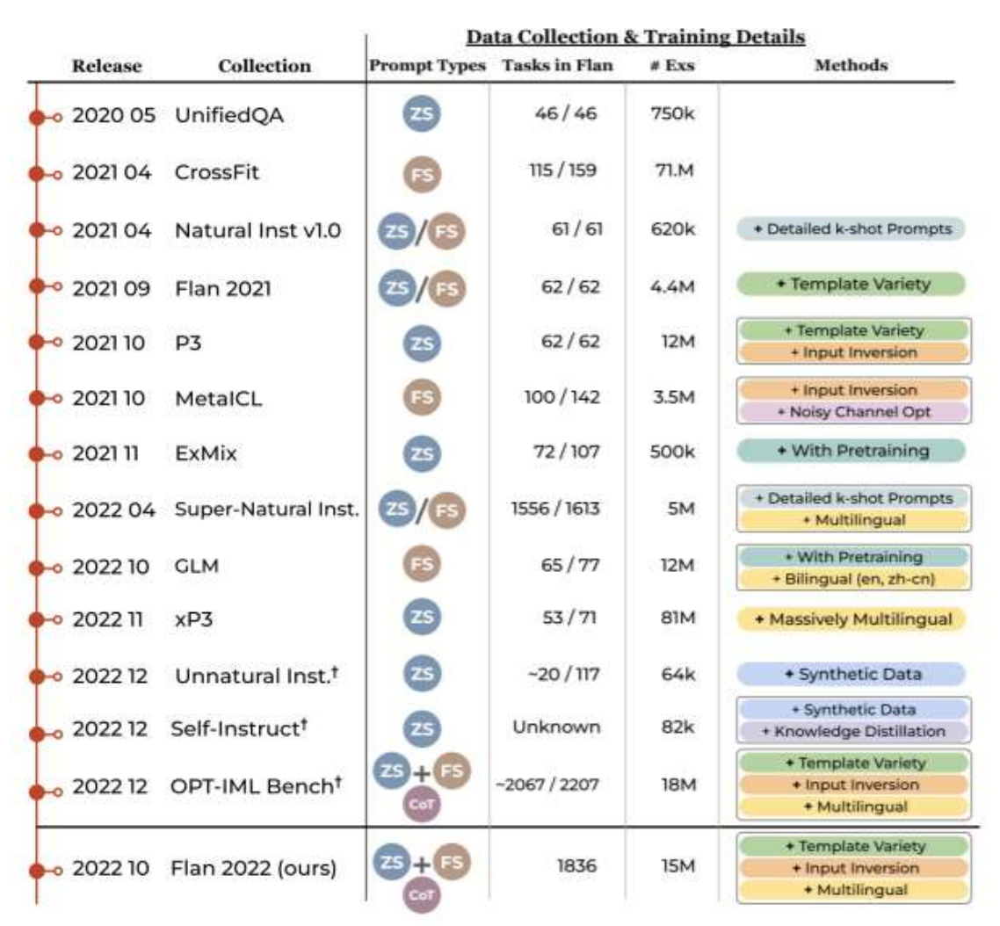 Data Collection & Training Details
Release Collection Prompt Types Tasks in Flan # Exs Methods
2020 05 UnifiedQA ZS 46 / 46 750k
2021 04 CrossFit FS 115 / 159 71.M
2021 04 Natural Inst v1.0 ZS / FS 61 / 61 620k + Detailed k-shot Prompts
2021 09 Flan 2021 ZS / FS 62 / 62 4.4M + Template Variety
2021 10 P3 ZS 62 / 62 12M + Template Variety
+ Input Inversion
2021 10 MetaICL FS 100 / 142 3.5M + Input Inversion
+ Noisy Channel Opt
2021 11 ExMix ZS 72 / 107 500k + With Pretraining
2022 04 Super-Natural Inst. ZS / FS 1556 / 1613 5M + Detailed k-shot Prompts
+ Multilingual
2022 10 GLM FS 65 / 77 12M + With Pretraining
+ Bilingual (en, zh-cn)
2022 11 xP3 ZS 53 / 71 81M + Massively Multilingual
2022 12 Unnatural Inst.† ZS ~20 / 117 64k + Synthetic Data
2022 12 Self-Instruct† ZS Unknown 82k + Synthetic Data
+ Knowledge Distillation
2022 12 OPT-IML Bench† ZS + FS CoT ~2067 / 2207 18M + Template Variety
+ Input Inversion
+ Multilingual
2022 10 Flan 2022 (ours) ZS + FS CoT 1836 15M + Template Variety
+ Input Inversion
+ Multilingual